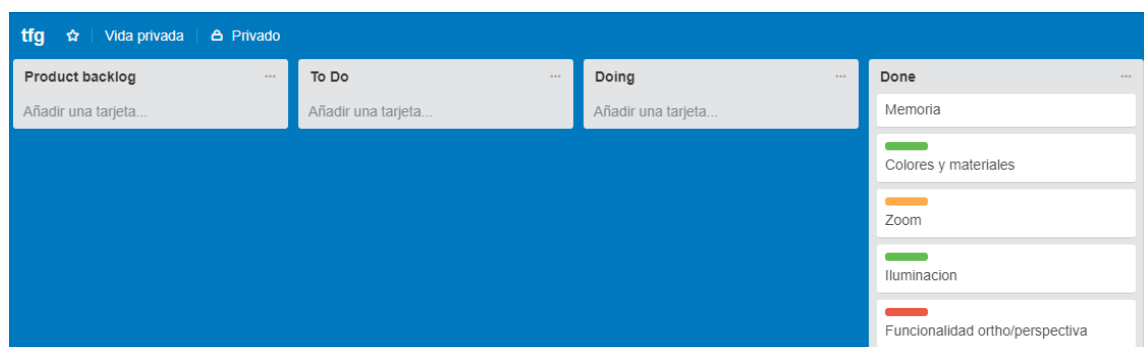 tfg Vida privada Privado
Product backlog
Añadir una tarjeta...
To Do
Añadir una tarjeta...
Doing
Añadir una tarjeta...
Done
Memoria
Colores y materiales
Zoom
Iluminacion
Funcionalidad ortho/perspectiva